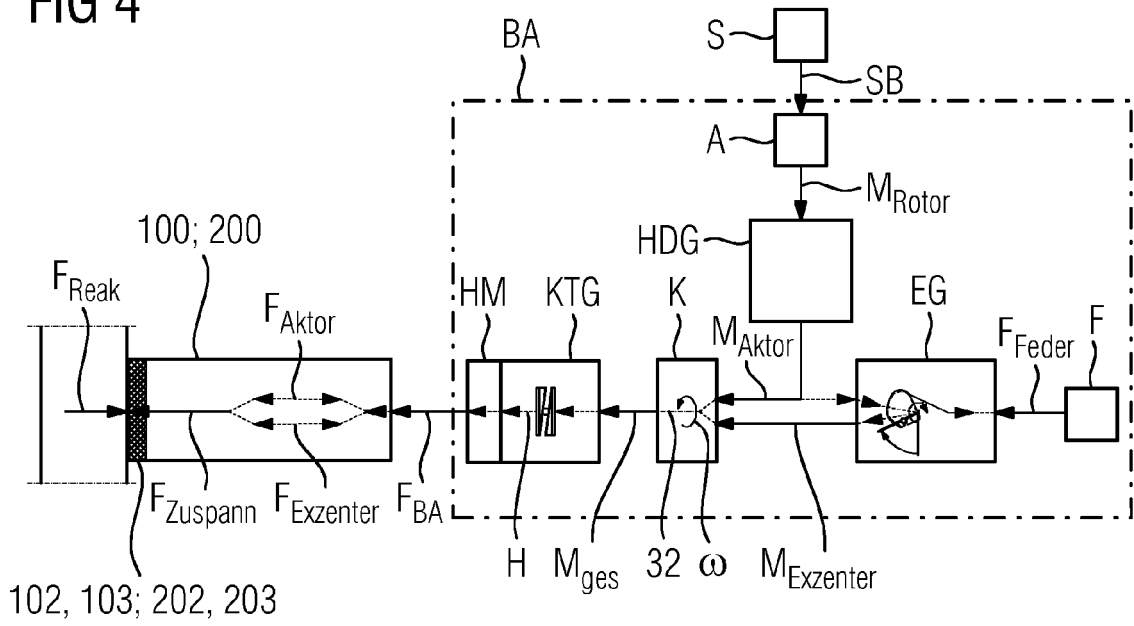 FIG 4
BA
S
SB
A
M_Rotor
100; 200
HDG
F_Reak
F_Aktor
HM
KTG
K
M_Aktor
EG
F_Feder
F
F_Zuspann
F_Exzenter
F_BA
H
M_ges
32
ω
M_Exzenter
102, 103; 202, 203